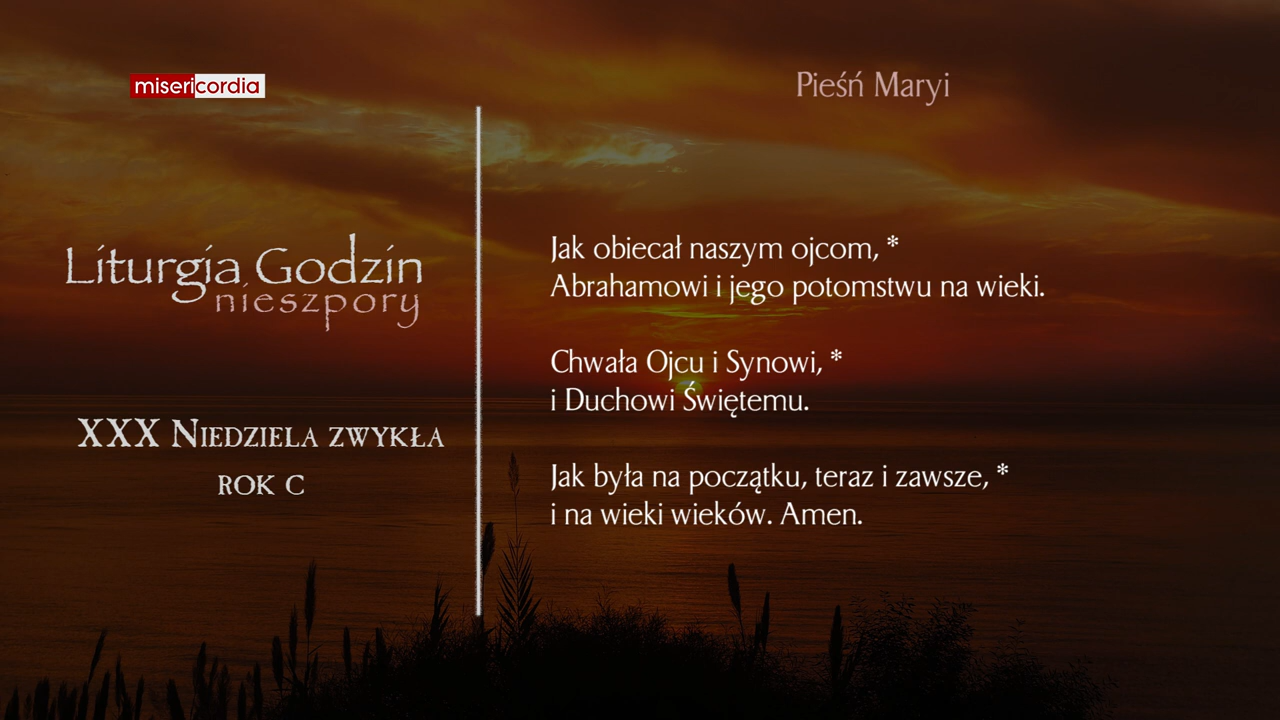 misericordia
Liturgia Godzin
nieszpory
XXX Niedziela zwykła
rok C
Pieśń Maryi
Jak obiecał naszym ojcom, *
Abrahamowi i jego potomstwu na wieki.
Chwała Ojcu i Synowi, *
i Duchowi Świętemu.
Jak była na początku, teraz i zawsze, *
i na wieki wieków. Amen.